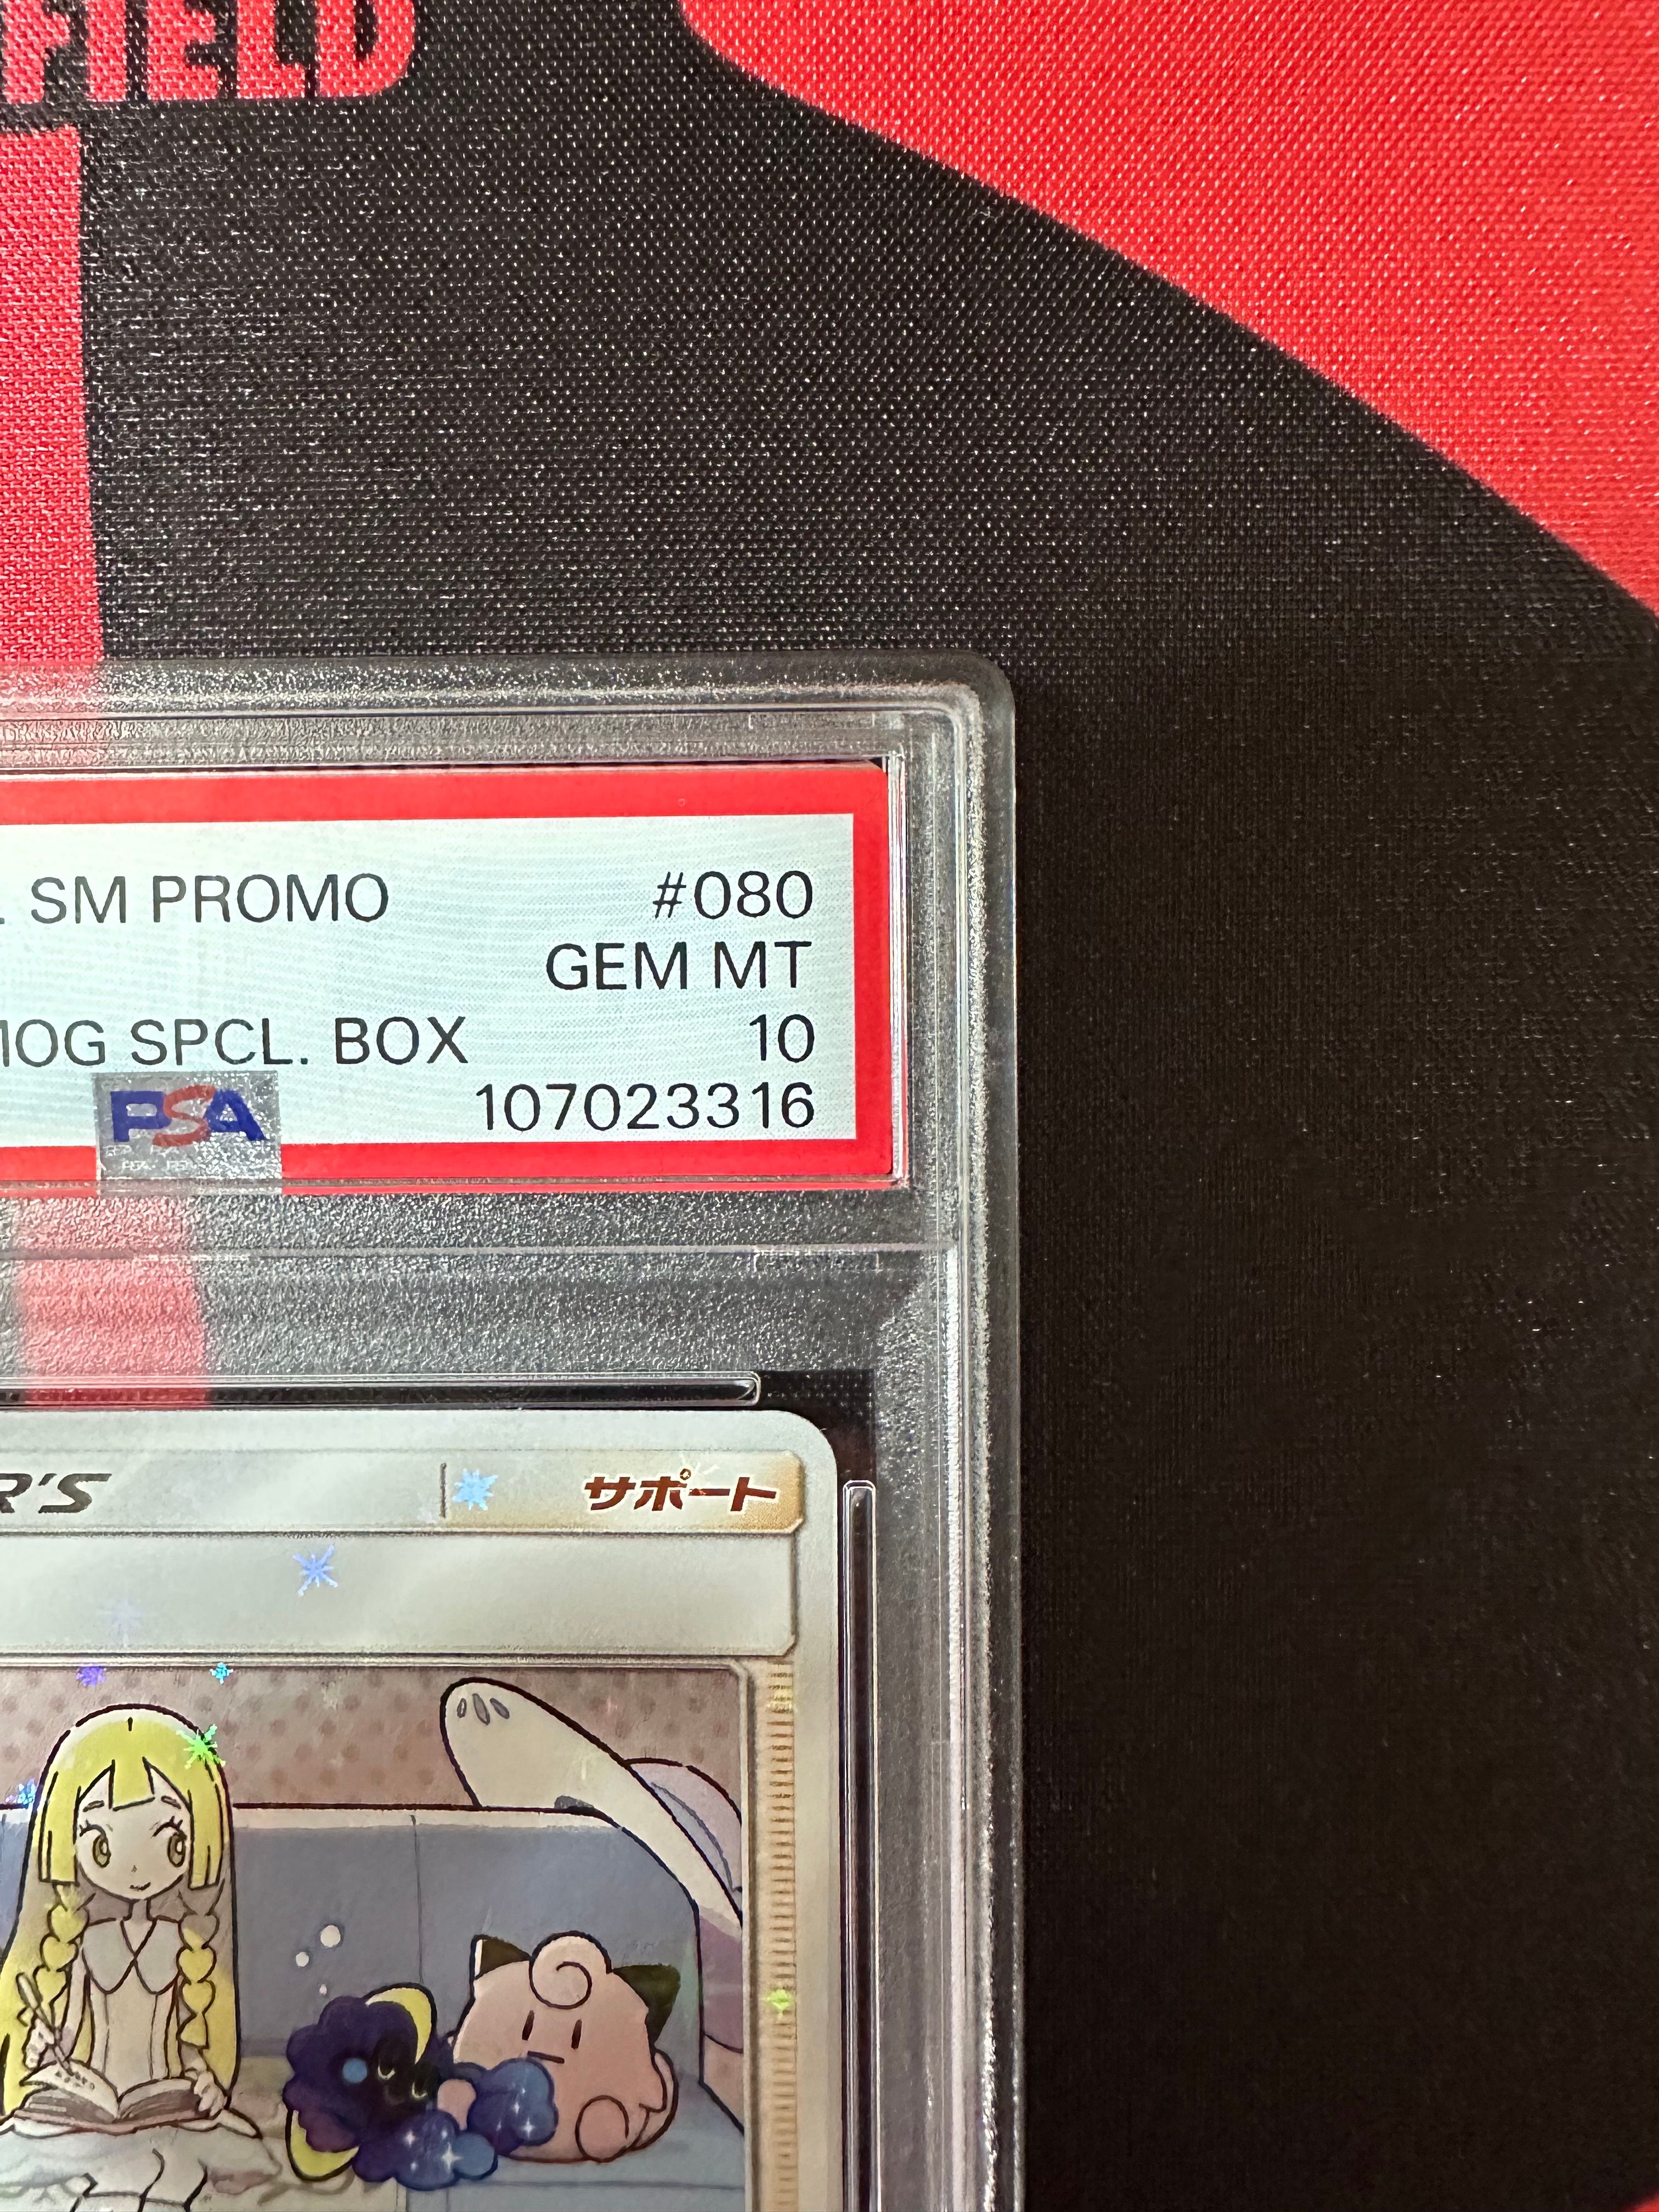 FIELD
. SM PROMO #080
GEM MT
MOG SPCL. BOX 10
PSA 107023316
R'S サポート